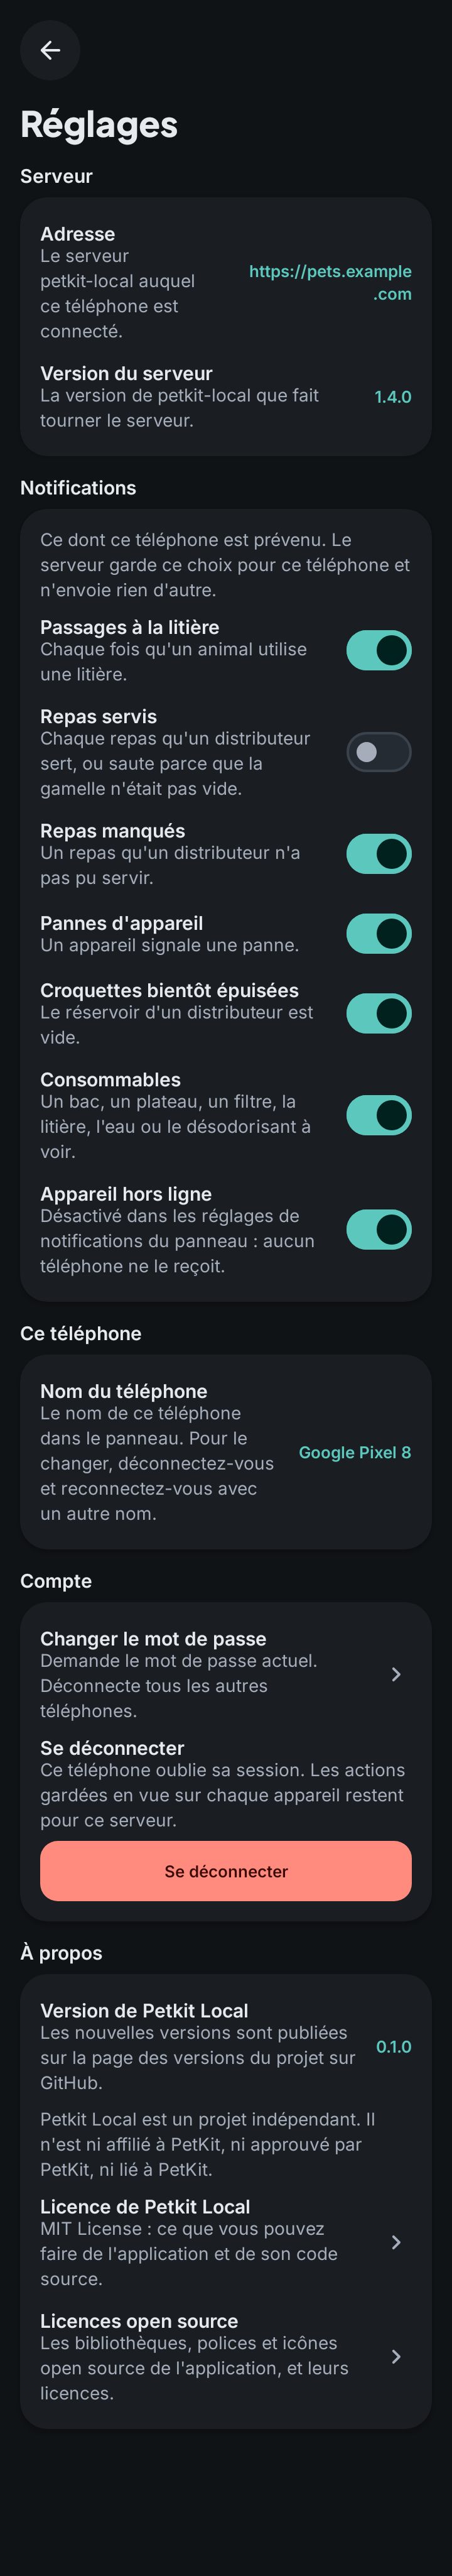 Réglages
Serveur
Adresse
Le serveur
petkit-local auquel
ce téléphone est
connecté.
https://pets.example
.com
Version du serveur
La version de petkit-local que fait
tourner le serveur.
1.4.0
Notifications
Ce dont ce téléphone est prévenu. Le
serveur garde ce choix pour ce téléphone et
n'envoie rien d'autre.
Passages à la litière
Chaque fois qu'un animal utilise
une litière.
Repas servis
Chaque repas qu'un distributeur
sert, ou saute parce que la
gamelle n'était pas vide.
Repas manqués
Un repas qu'un distributeur n'a
pas pu servir.
Pannes d'appareil
Un appareil signale une panne.
Croquettes bientôt épuisées
Le réservoir d'un distributeur est
vide.
Consommables
Un bac, un plateau, un filtre, la
litière, l'eau ou le désodorisant à
voir.
Appareil hors ligne
Désactivé dans les réglages de
notifications du panneau : aucun
téléphone ne le reçoit.
Ce téléphone
Nom du téléphone
Le nom de ce téléphone
dans le panneau. Pour le
changer, déconnectez-vous
et reconnectez-vous avec
un autre nom.
Google Pixel 8
Compte
Changer le mot de passe
Demande le mot de passe actuel.
Déconnecte tous les autres
téléphones.
Se déconnecter
Ce téléphone oublie sa session. Les actions
gardées en vue sur chaque appareil restent
pour ce serveur.
Se déconnecter
À propos
Version de Petkit Local
Les nouvelles versions sont publiées
sur la page des versions du projet sur
GitHub.
0.1.0
Petkit Local est un projet indépendant. Il
n'est ni affilié à PetKit, ni approuvé par
PetKit, ni lié à PetKit.
Licence de Petkit Local
MIT License : ce que vous pouvez
faire de l'application et de son code
source.
Licences open source
Les bibliothèques, polices et icônes
open source de l'application, et leurs
licences.